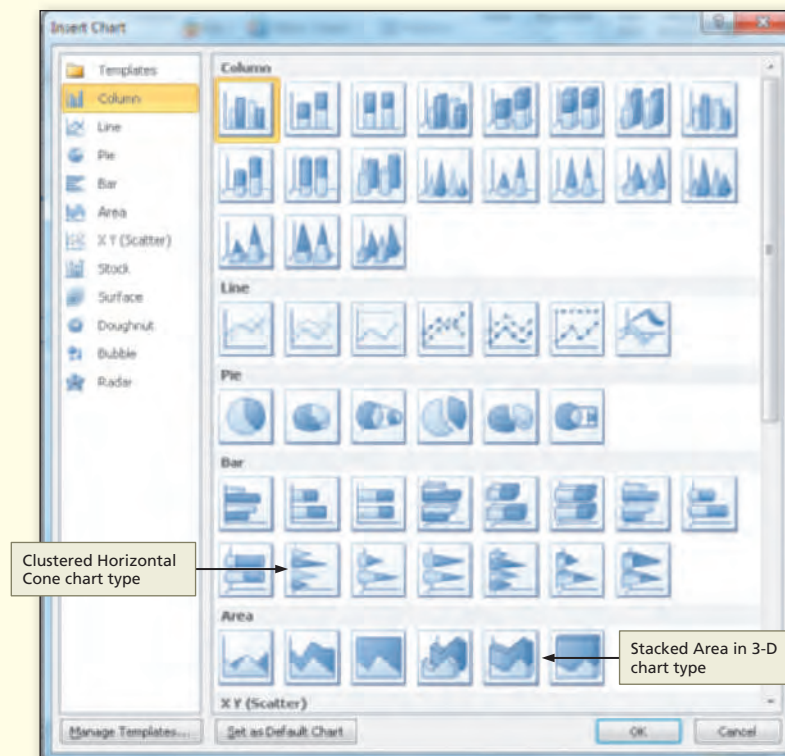 Insert Chart
Templates
Column
Line
Pie
Bar
Area
X Y (Scatter)
Stock
Surface
Doughnut
Bubble
Radar
Column
Line
Pie
Bar
Clustered Horizontal
Cone chart type
Area
Stacked Area in 3-D
chart type
X Y (Scatter)
Manage Templates...
Set as Default Chart
OK
Cancel